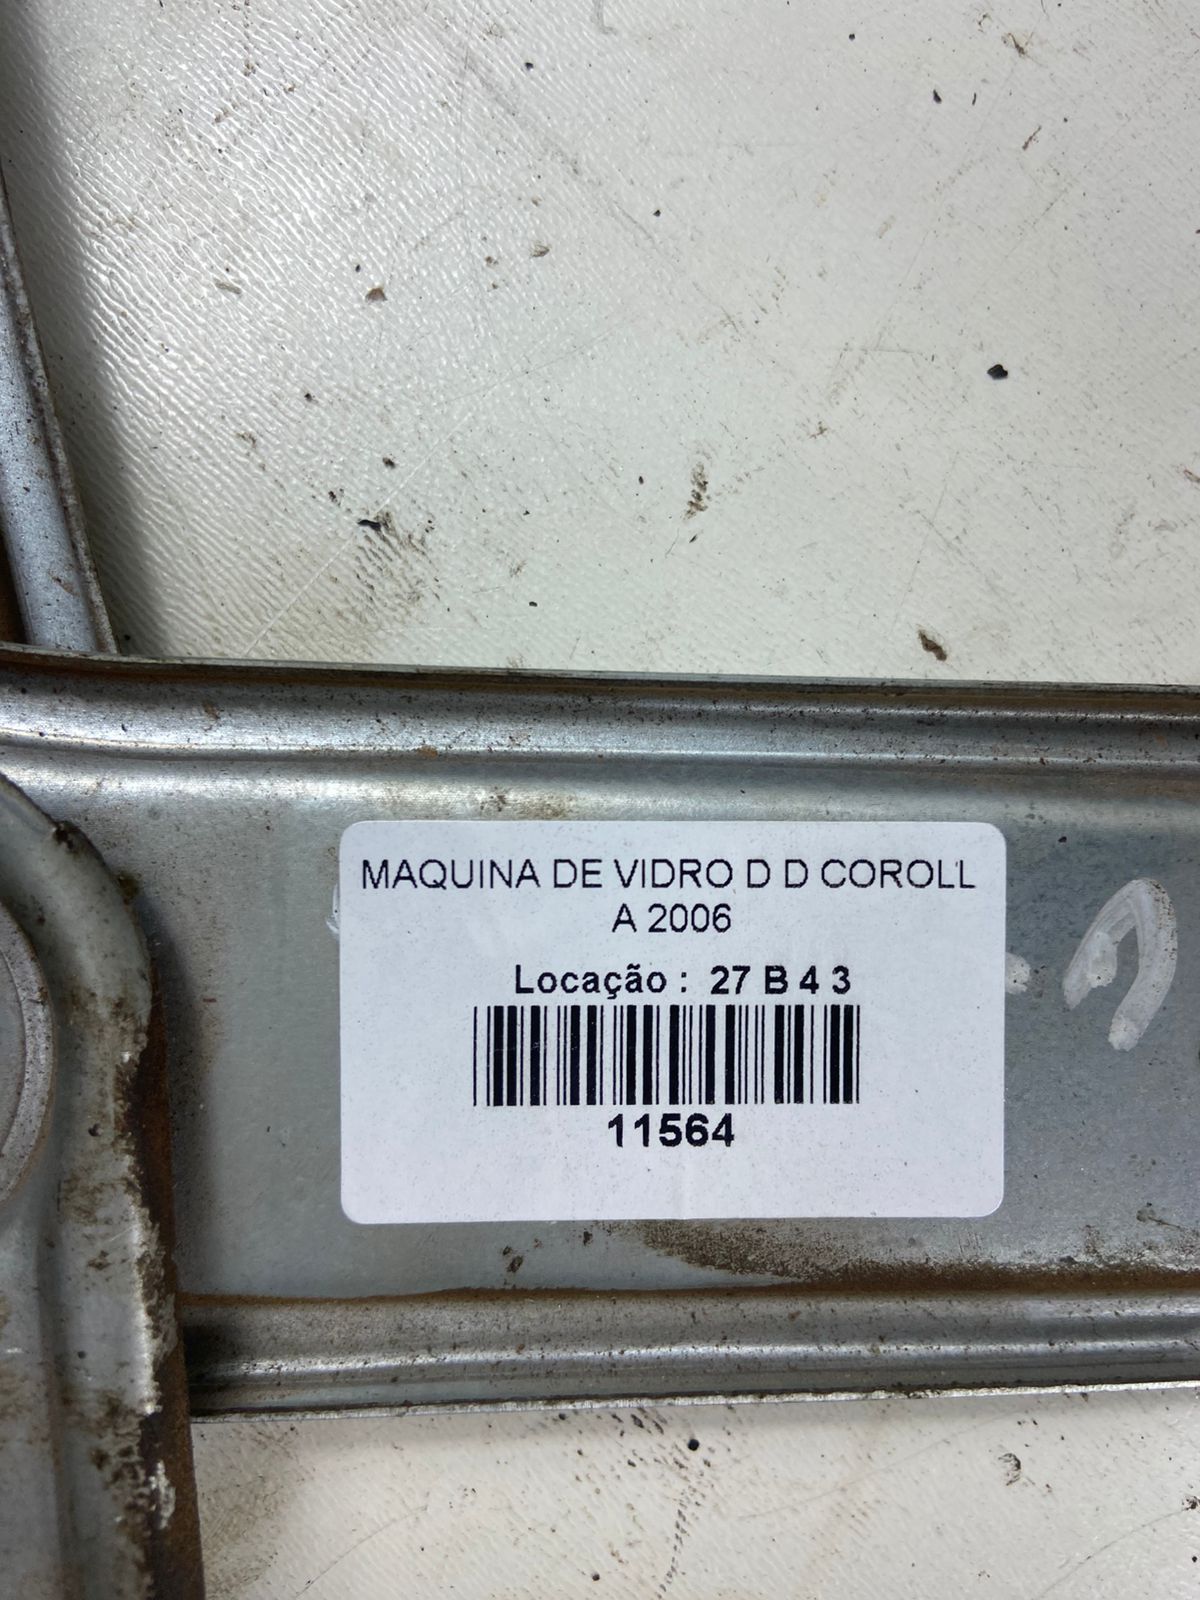 MAQUINA DE VIDRO D D COROLL
A 2006
Locação : 27 B 4 3
11564